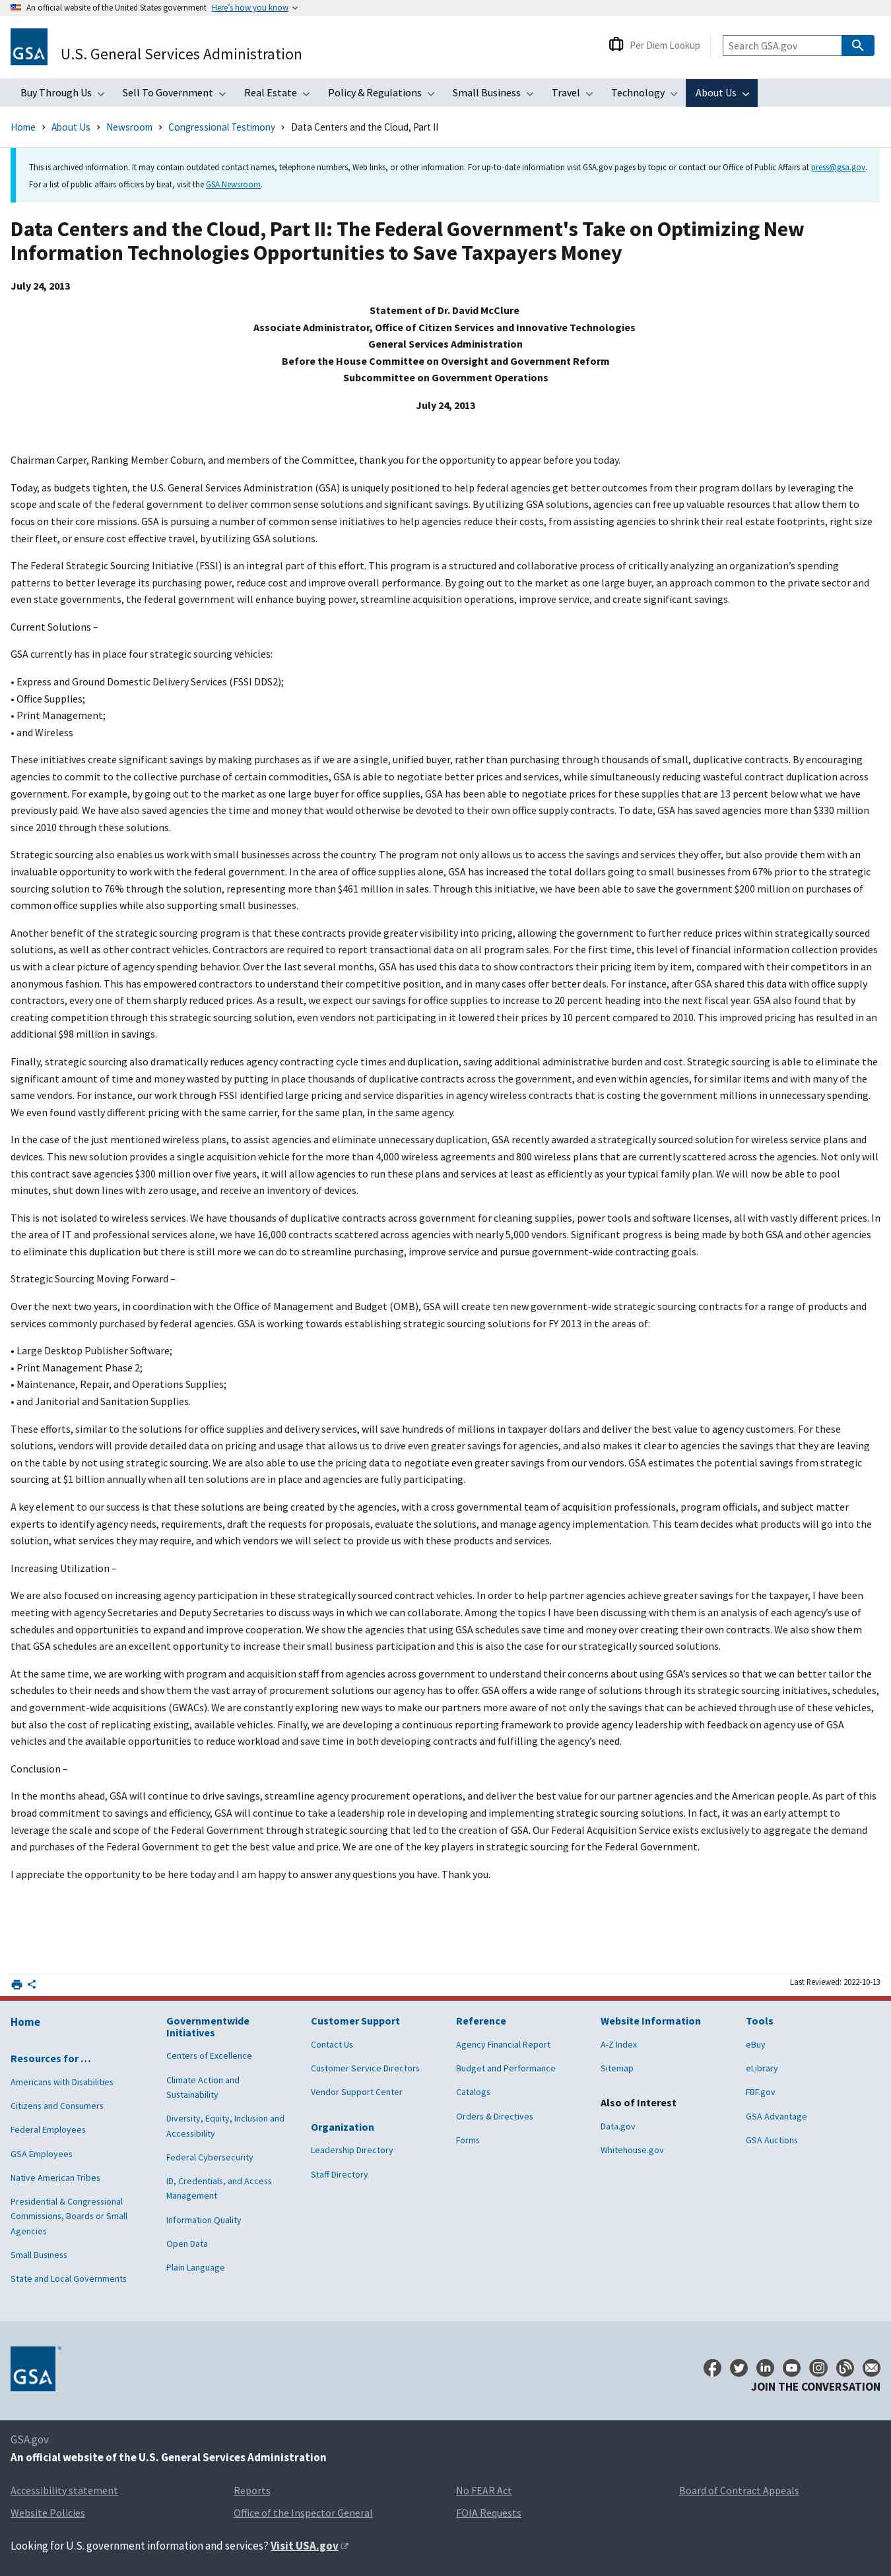 An official website of the United States government Here's how you know
GSA
U.S. General Services Administration
Per Diem Lookup
Search GSA.gov
Buy Through Us
Sell To Government
Real Estate
Policy & Regulations
Small Business
Travel
Technology
About Us
Home > About Us > Newsroom > Congressional Testimony > Data Centers and the Cloud, Part II
This is archived information. It may contain outdated contact names, telephone numbers, Web links, or other information. For up-to-date information visit GSA.gov pages by topic or contact our Office of Public Affairs at press@gsa.gov.
For a list of public affairs officers by beat, visit the GSA Newsroom.
Data Centers and the Cloud, Part II: The Federal Government's Take on Optimizing New
Information Technologies Opportunities to Save Taxpayers Money
July 24, 2013
Statement of Dr. David McClure
Associate Administrator, Office of Citizen Services and Innovative Technologies
General Services Administration
Before the House Committee on Oversight and Government Reform
Subcommittee on Government Operations
July 24, 2013
Chairman Carper, Ranking Member Coburn, and members of the Committee, thank you for the opportunity to appear before you today.
Today, as budgets tighten, the U.S. General Services Administration (GSA) is uniquely positioned to help federal agencies get better outcomes from their program dollars by leveraging the
scope and scale of the federal government to deliver common sense solutions and significant savings. By utilizing GSA solutions, agencies can free up valuable resources that allow them to
focus on their core missions. GSA is pursuing a number of common sense initiatives to help agencies reduce their costs, from assisting agencies to shrink their real estate footprints, right size
their fleet, or ensure cost effective travel, by utilizing GSA solutions.
The Federal Strategic Sourcing Initiative (FSSI) is an integral part of this effort. This program is a structured and collaborative process of critically analyzing an organization's spending
patterns to better leverage its purchasing power, reduce cost and improve overall performance. By going out to the market as one large buyer, an approach common to the private sector and
even state governments, the federal government will enhance buying power, streamline acquisition operations, improve service, and create significant savings.
Current Solutions –
GSA currently has in place four strategic sourcing vehicles:
• Express and Ground Domestic Delivery Services (FSSI DDS2);
• Office Supplies;
• Print Management;
• and Wireless
These initiatives create significant savings by making purchases as if we are a single, unified buyer, rather than purchasing through thousands of small, duplicative contracts. By encouraging
agencies to commit to the collective purchase of certain commodities, GSA is able to negotiate better prices and services, while simultaneously reducing wasteful contract duplication across
government. For example, by going out to the market as one large buyer for office supplies, GSA has been able to negotiate prices for these supplies that are 13 percent below what we have
previously paid. We have also saved agencies the time and money that would otherwise be devoted to their own office supply contracts. To date, GSA has saved agencies more than $330 million
since 2010 through these solutions.
Strategic sourcing also enables us work with small businesses across the country. The program not only allows us to access the savings and services they offer, but also provide them with an
invaluable opportunity to work with the federal government. In the area of office supplies alone, GSA has increased the total dollars going to small businesses from 67% prior to the strategic
sourcing solution to 76% through the solution, representing more than $461 million in sales. Through this initiative, we have been able to save the government $200 million on purchases of
common office supplies while also supporting small businesses.
Another benefit of the strategic sourcing program is that these contracts provide greater visibility into pricing, allowing the government to further reduce prices within strategically sourced
solutions, as well as other contract vehicles. Contractors are required to report transactional data on all program sales. For the first time, this level of financial information collection provides
us with a clear picture of agency spending behavior. Over the last several months, GSA has used this data to show contractors their pricing item by item, compared with their competitors in an
anonymous fashion. This has empowered contractors to understand their competitive position, and in many cases offer better deals. For instance, after GSA shared this data with office supply
contractors, every one of them sharply reduced prices. As a result, we expect our savings for office supplies to increase to 20 percent heading into the next fiscal year. GSA also found that by
creating competition through this strategic sourcing solution, even vendors not participating in it lowered their prices by 10 percent compared to 2010. This improved pricing has resulted in an
additional $98 million in savings.
Finally, strategic sourcing also dramatically reduces agency contracting cycle times and duplication, saving additional administrative burden and cost. Strategic sourcing is able to eliminate the
significant amount of time and money wasted by putting in place thousands of duplicative contracts across the government, and even within agencies, for similar items and with many of the
same vendors. For instance, our work through FSSI identified large pricing and service disparities in agency wireless contracts that is costing the government millions in unnecessary spending.
We even found vastly different pricing with the same carrier, for the same plan, in the same agency.
In the case of the just mentioned wireless plans, to assist agencies and eliminate unnecessary duplication, GSA recently awarded a strategically sourced solution for wireless service plans and
devices. This new solution provides a single acquisition vehicle for the more than 4,000 wireless agreements and 800 wireless plans that are currently scattered across the agencies. Not only will
this contract save agencies $300 million over five years, it will allow agencies to run these plans and services at least as efficiently as your typical family plan. We will now be able to pool
minutes, shut down lines with zero usage, and receive an inventory of devices.
This is not isolated to wireless services. We have thousands of duplicative contracts across government for cleaning supplies, power tools and software licenses, all with vastly different prices. In
the area of IT and professional services alone, we have 16,000 contracts scattered across agencies with nearly 5,000 vendors. Significant progress is being made by both GSA and other agencies
to eliminate this duplication but there is still more we can do to streamline purchasing, improve service and pursue government-wide contracting goals.
Strategic Sourcing Moving Forward –
Over the next two years, in coordination with the Office of Management and Budget (OMB), GSA will create ten new government-wide strategic sourcing contracts for a range of products and
services commonly purchased by federal agencies. GSA is working towards establishing strategic sourcing solutions for FY 2013 in the areas of:
• Large Desktop Publisher Software;
• Print Management Phase 2;
• Maintenance, Repair, and Operations Supplies;
• and Janitorial and Sanitation Supplies.
These efforts, similar to the solutions for office supplies and delivery services, will save hundreds of millions in taxpayer dollars and deliver the best value to agency customers. For these
solutions, vendors will provide detailed data on pricing and usage that allows us to drive even greater savings for agencies, and also makes it clear to agencies the savings that they are leaving
on the table by not using strategic sourcing. We are also able to use the pricing data to negotiate even greater savings from our vendors. GSA estimates the potential savings from strategic
sourcing at $1 billion annually when all ten solutions are in place and agencies are fully participating.
A key element to our success is that these solutions are being created by the agencies, with a cross governmental team of acquisition professionals, program officials, and subject matter
experts to identify agency needs, requirements, draft the requests for proposals, evaluate the solutions, and manage agency implementation. This team decides what products will go into the
solution, what services they may require, and which vendors we will select to provide us with these products and services.
Increasing Utilization –
We are also focused on increasing agency participation in these strategically sourced contract vehicles. In order to help partner agencies achieve greater savings for the taxpayer, I have been
meeting with agency Secretaries and Deputy Secretaries to discuss ways in which we can collaborate. Among the topics I have been discussing with them is an analysis of each agency's use of
schedules and opportunities to expand and improve cooperation. We show the agencies that using GSA schedules save time and money over creating their own contracts. We also show them
that GSA schedules are an excellent opportunity to increase their small business participation and this is also the case for our strategically sourced solutions.
At the same time, we are working with program and acquisition staff from agencies across government to understand their concerns about using GSA's services so that we can better tailor the
schedules to their needs and show them the vast array of procurement solutions our agency has to offer. GSA offers a wide range of solutions through its strategic sourcing initiatives, schedules,
and government-wide acquisitions (GWACs). We are constantly exploring new ways to make our partners more aware of not only the savings that can be achieved through use of these vehicles,
but also the cost of replicating existing, available vehicles. Finally, we are developing a continuous reporting framework to provide agency leadership with feedback on agency use of GSA
vehicles and the available opportunities to reduce workload and save time in both developing contracts and fulfilling the agency's need.
Conclusion –
In the months ahead, GSA will continue to drive savings, streamline agency procurement operations, and deliver the best value for our partner agencies and the American people. As part of this
broad commitment to savings and efficiency, GSA will continue to take a leadership role in developing and implementing strategic sourcing solutions. In fact, it was an early attempt to
leverage the scale and scope of the Federal Government through strategic sourcing that led to the creation of GSA. Our Federal Acquisition Service exists exclusively to aggregate the demand
and purchases of the Federal Government to get the best value and price. We are one of the key players in strategic sourcing for the Federal Government.
I appreciate the opportunity to be here today and I am happy to answer any questions you have. Thank you.
Last Reviewed: 2022-10-13
Home
Resources for …
Americans with Disabilities
Citizens and Consumers
Federal Employees
GSA Employees
Native American Tribes
Presidential & Congressional
Commissions, Boards or Small
Agencies
Small Business
State and Local Governments
Governmentwide
Initiatives
Centers of Excellence
Climate Action and
Sustainability
Diversity, Equity, Inclusion and
Accessibility
Federal Cybersecurity
ID, Credentials, and Access
Management
Information Quality
Open Data
Plain Language
Customer Support
Contact Us
Customer Service Directors
Vendor Support Center
Organization
Leadership Directory
Staff Directory
Reference
Agency Financial Report
Budget and Performance
Catalogs
Orders & Directives
Forms
Website Information
A-Z Index
Sitemap
Also of Interest
Data.gov
Whitehouse.gov
Tools
eBuy
eLibrary
FBF.gov
GSA Advantage
GSA Auctions
GSA
JOIN THE CONVERSATION
GSA.gov
An official website of the U.S. General Services Administration
Accessibility statement
Reports
No FEAR Act
Board of Contract Appeals
Website Policies
Office of the Inspector General
FOIA Requests
Looking for U.S. government information and services? Visit USA.gov